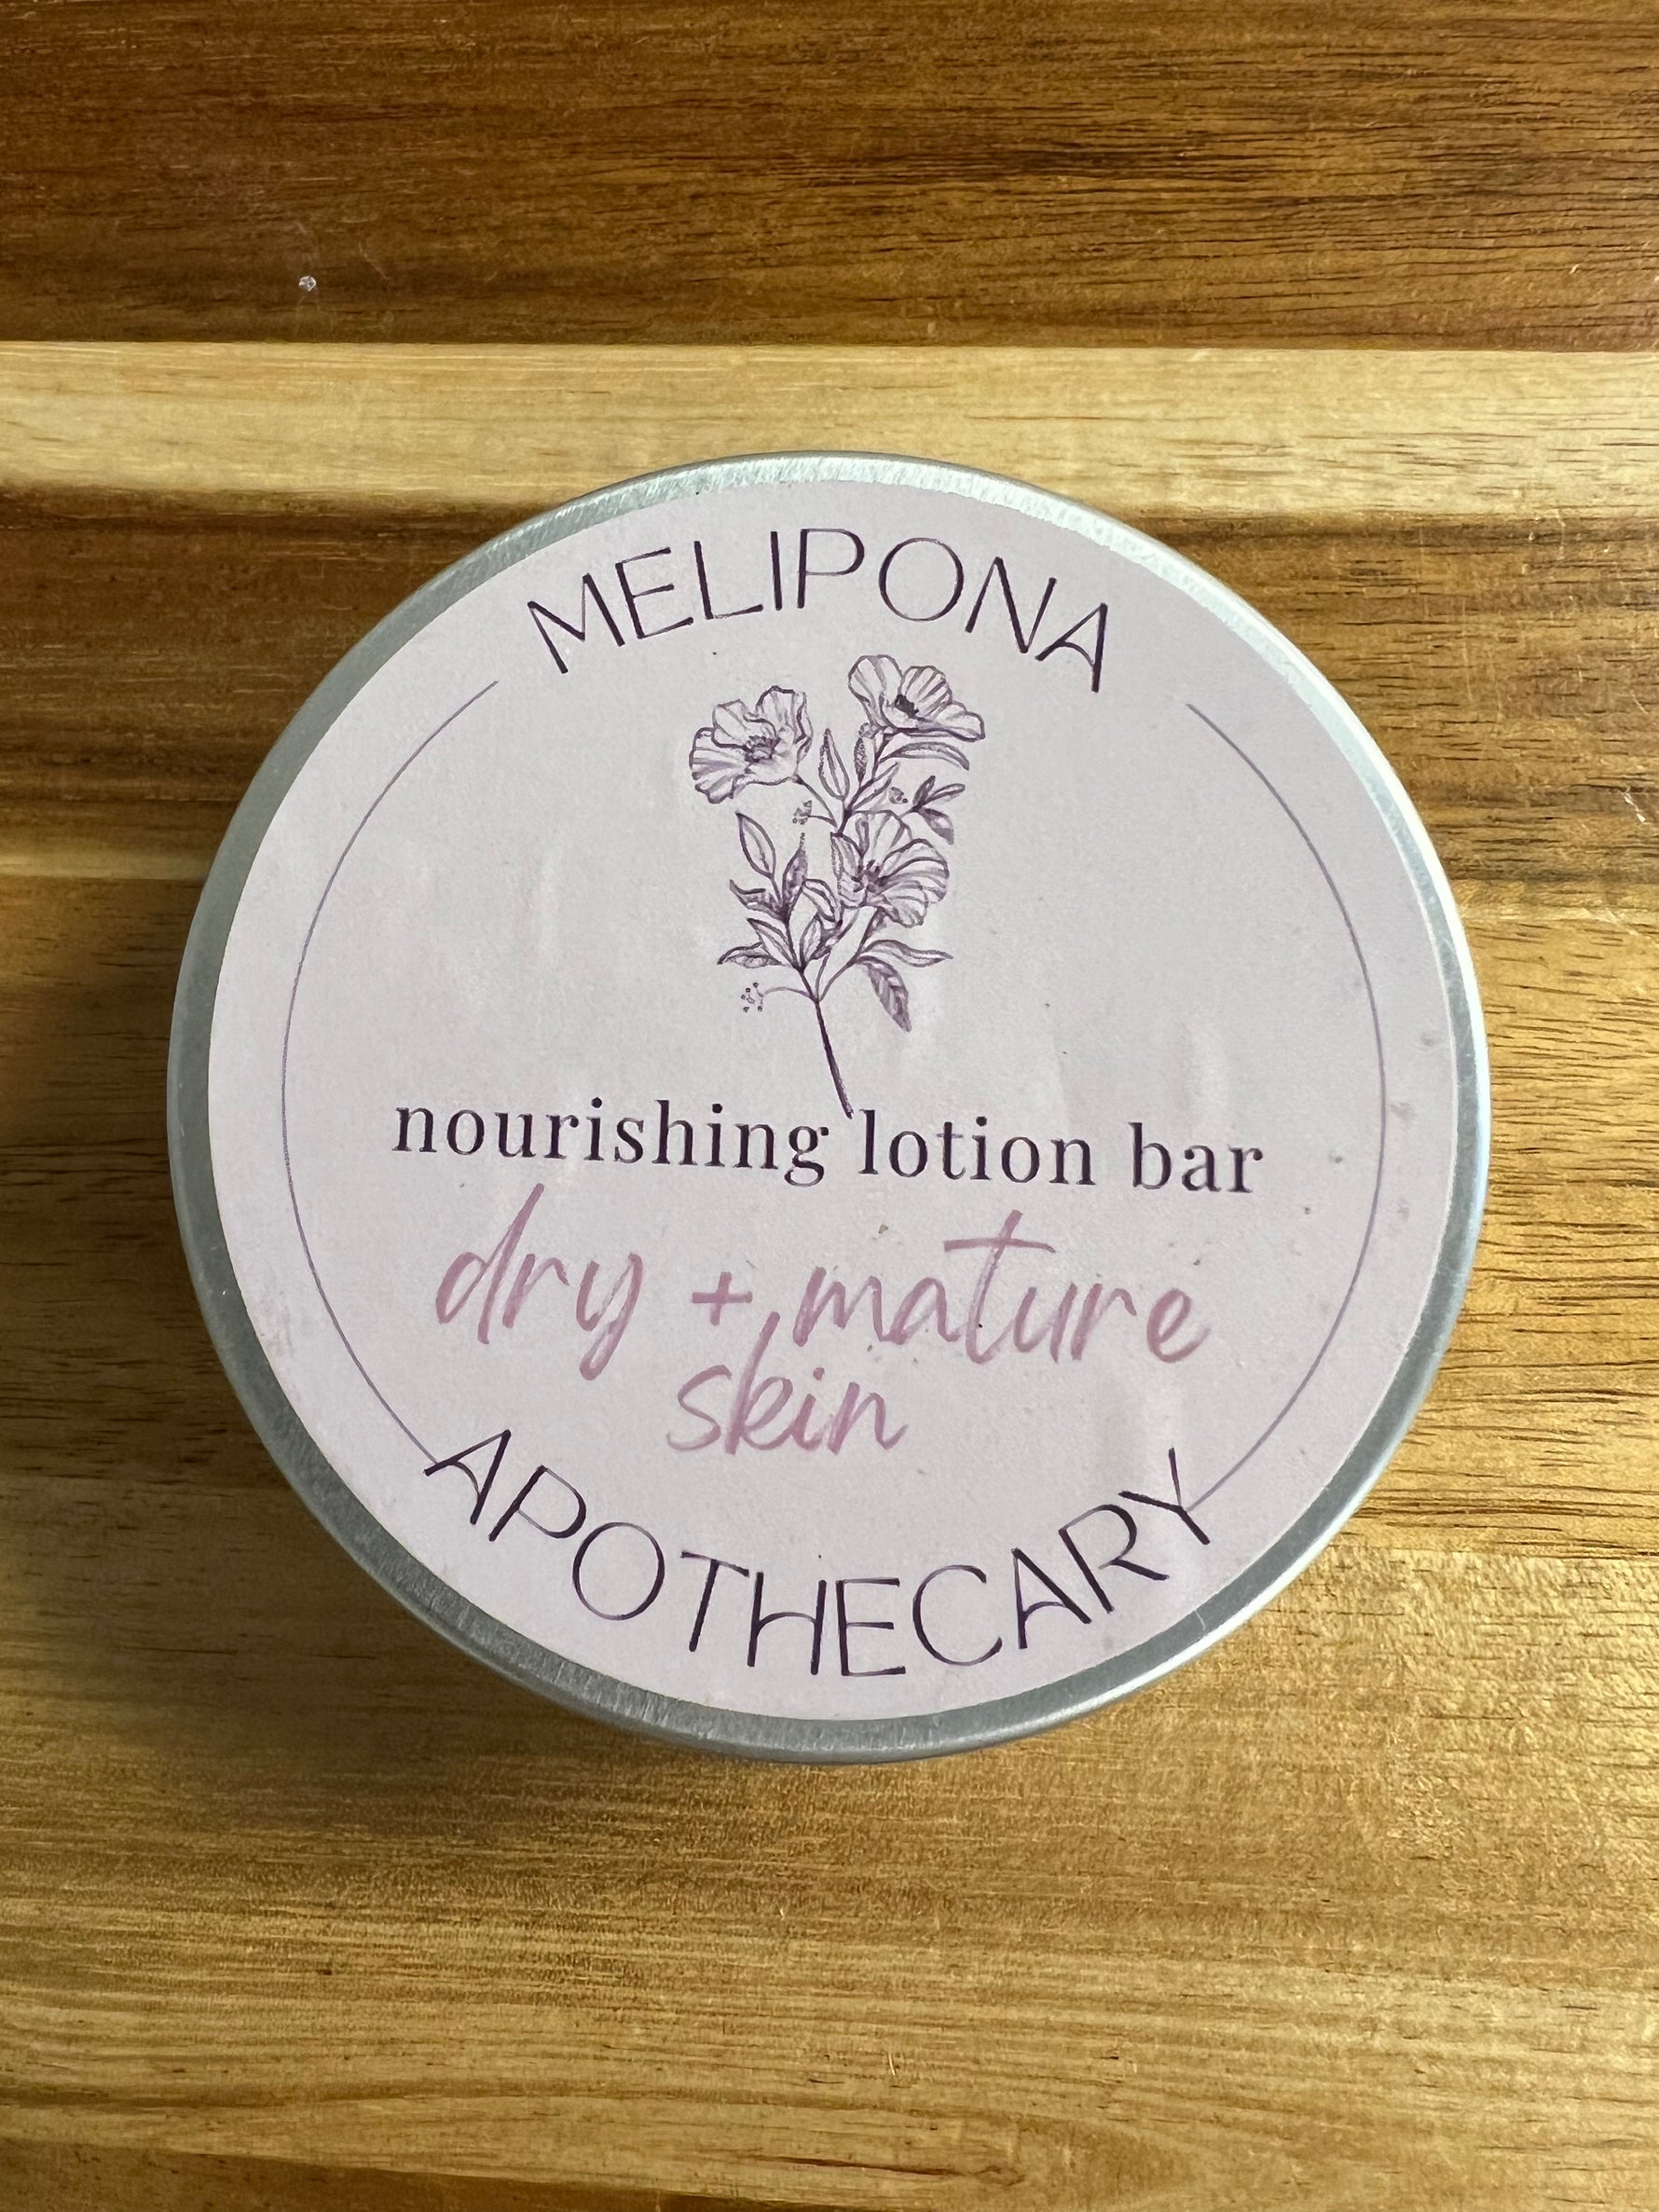 MELIPONA
nourishing lotion bar
dry + mature
skin
APOTHECARY